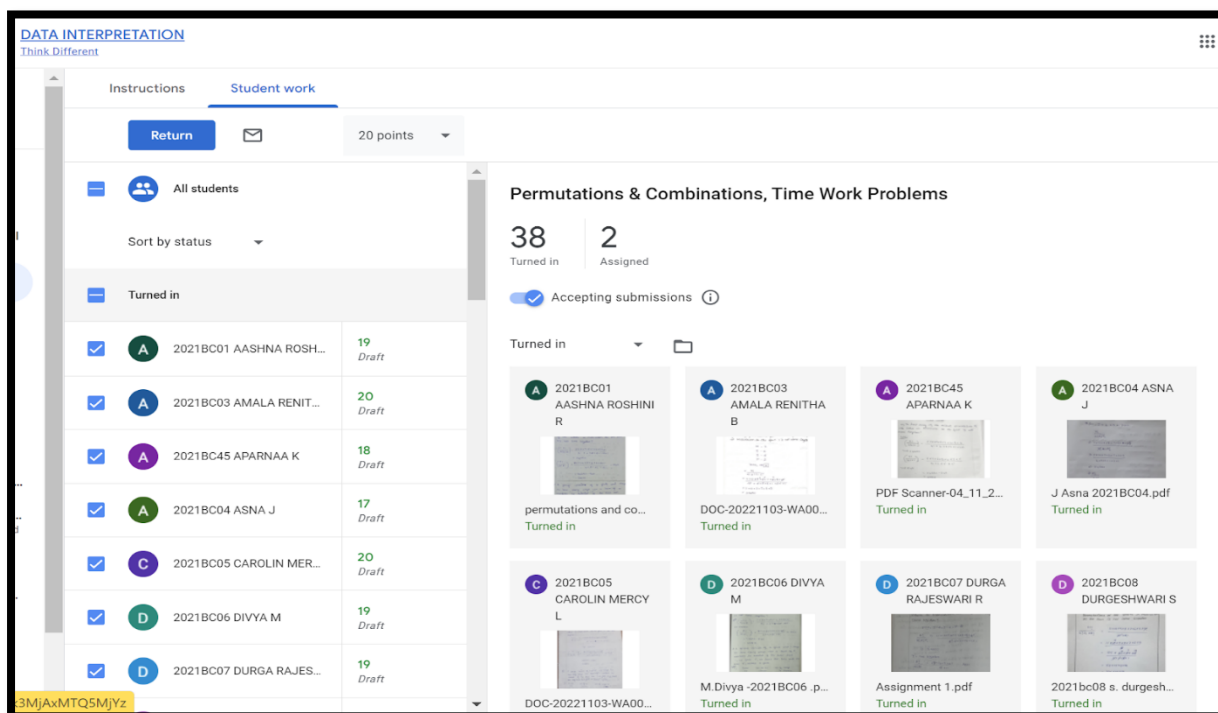 DATA INTERPRETATION
Think Different
Instructions
Student work
Return
20 points
All students
Sort by status
Turned in
2021BC01 AASHNA ROSH...
19
Draft
2021BC03 AMALA RENIT...
20
Draft
2021BC45 APARNAA K
18
Draft
2021BC04 ASNA J
17
Draft
2021BC05 CAROLIN MER...
20
Draft
2021BC06 DIVYA M
19
Draft
2021BC07 DURGA RAJES...
19
Draft
Permutations & Combinations, Time Work Problems
38
Turned in
2
Assigned
Accepting submissions
Turned in
A
2021BC01
AASHNA ROSHINI
R
permutations and co...
Turned in
A
2021BC03
AMALA RENITHA
B
DOC-20221103-WA00...
Turned in
A
2021BC45
APARNAA K
PDF Scanner-04_11_2...
Turned in
A
2021BC04 ASNA
J
J Asna 2021BC04.pdf
Turned in
C
2021BC05
CAROLIN MERCY
L
DOC-20221103-WA00...
D
2021BC06 DIVYA
M
M.Divya -2021BC06 .p...
Turned in
D
2021BC07 DURGA
RAJESWARI R
Assignment 1.pdf
Turned in
D
2021BC08
DURGESHWARI S
2021bc08 s. durgesh...
Turned in
:3MjAxMTQ5MjYz